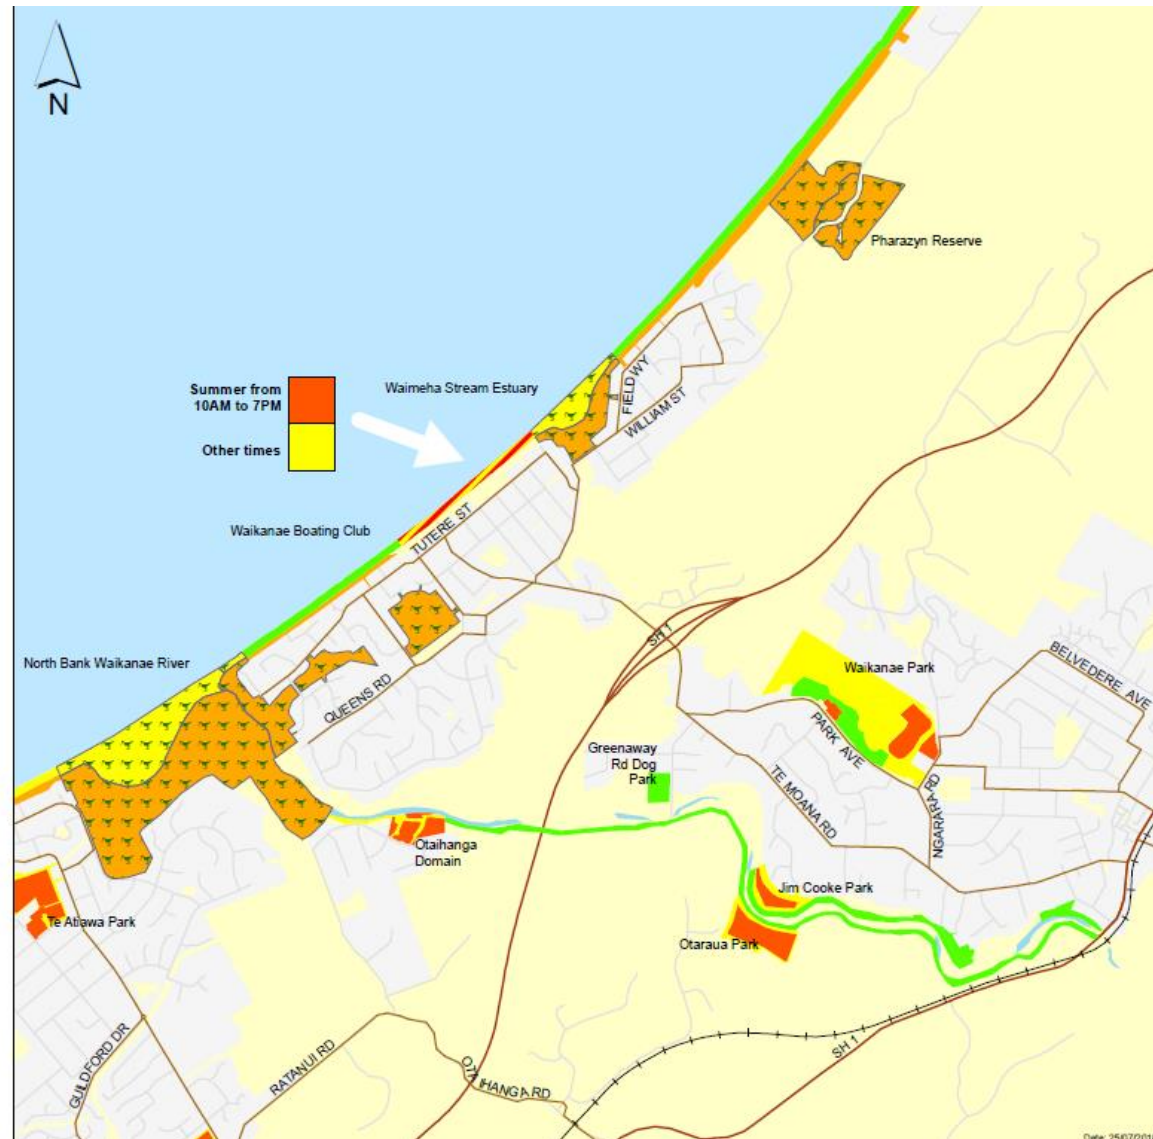 N
Pharazyn Reserve
Summer from
10AM to 7PM
Other times
Waimeha Stream Estuary
FIELD WY
WILLIAM ST
Waikanae Boating Club
TUTERE ST
North Bank Waikanae River
QUEENS RD
SH 1
Waikanae Park
BELVEDERE AVE
Greenaway
Rd Dog
Park
PARK AVE
TE MOANA RD
NGARARA RD
Otaihanga
Domain
Jim Cooke Park
Te Atiawa Park
Otaraua Park
GUILDFORD DR
RATANUI RD
OTAIHANGA RD
SH 1